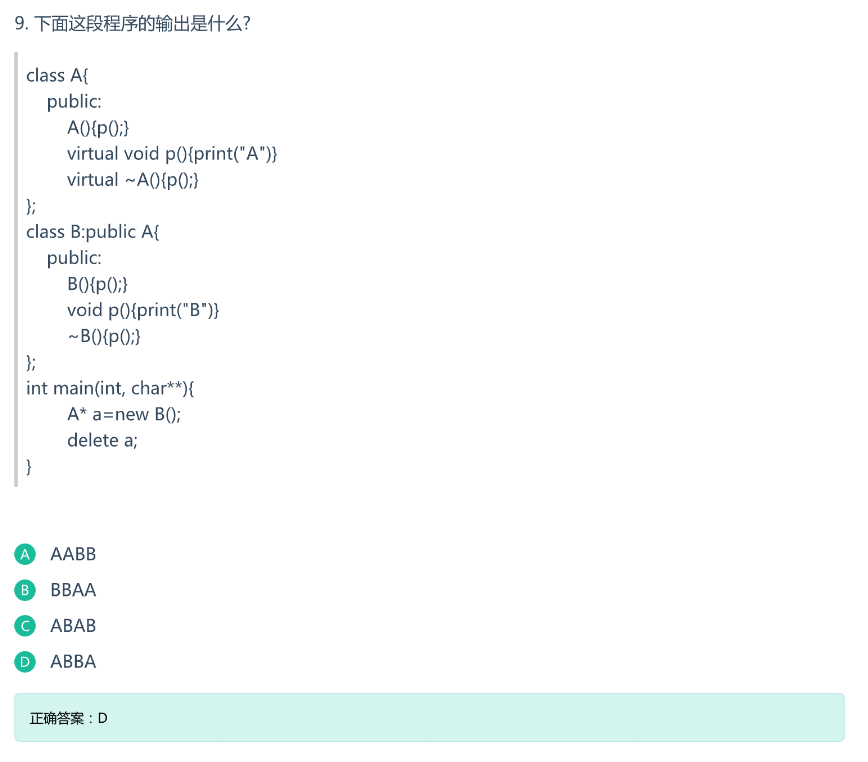 9. 下面这段程序的输出是什么?
class A{
public:
A(){p();}
virtual void p(){print("A")}
virtual ~A(){p();}
};
class B:public A{
public:
B(){p();}
void p(){print("B")}
~B(){p();}
};
int main(int, char**){
A* a=new B();
delete a;
}
A AABB
B BBAA
C ABAB
D ABBA
正确答案：D